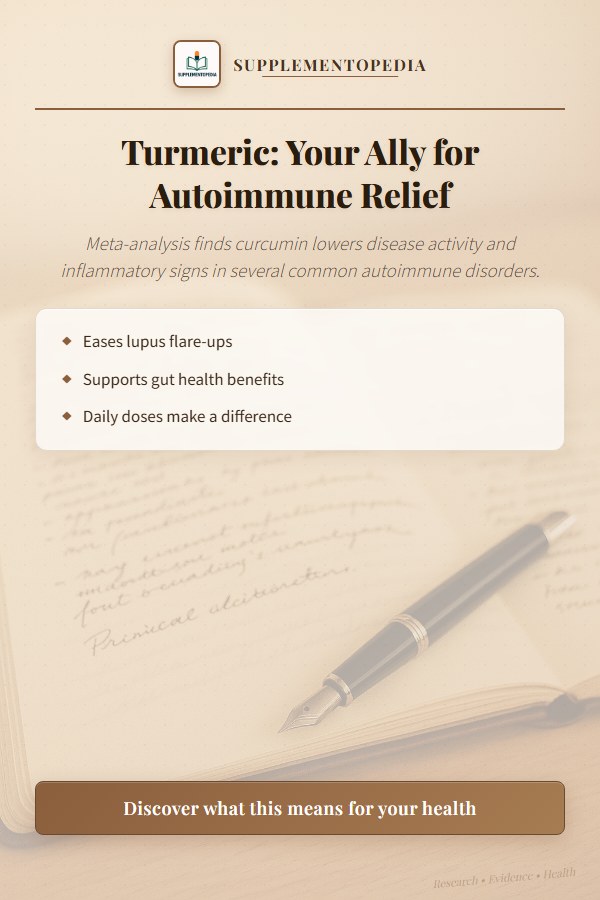 SUPPLEMENTOPEDIA
SUPPLEMENTOPEDIA
Turmeric: Your Ally for
Autoimmune Relief
Meta-analysis finds curcumin lowers disease activity and
inflammatory signs in several common autoimmune disorders.
Eases lupus flare-ups
Supports gut health benefits
Daily doses make a difference
Discover what this means for your health
Research • Evidence • Health